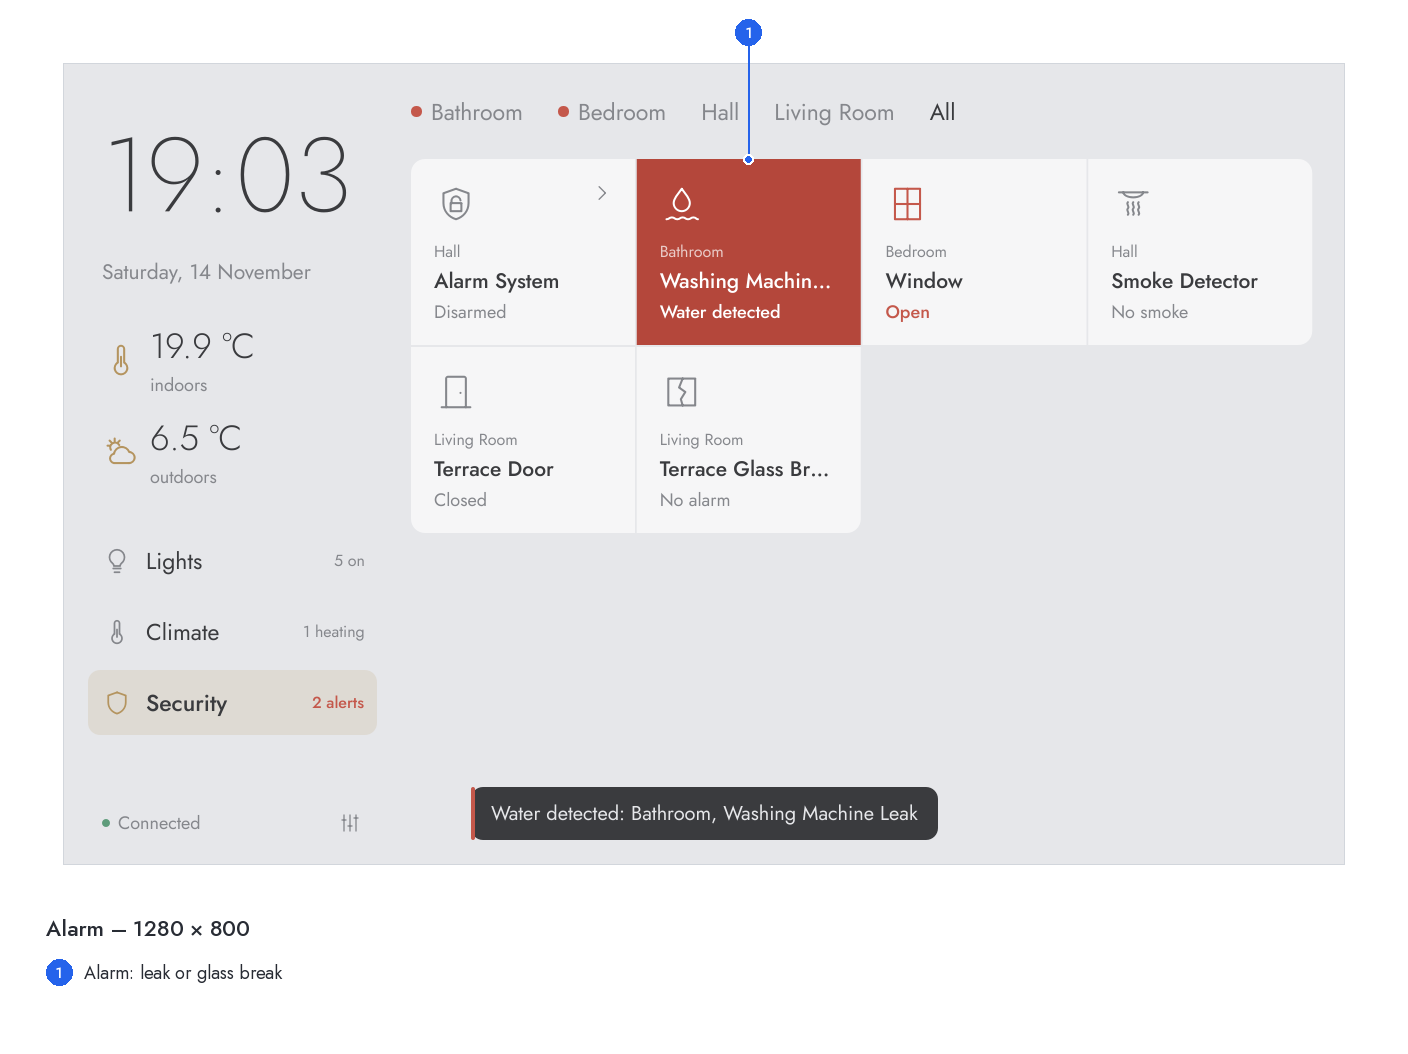 1
Bathroom
Bedroom
Hall
Living Room
All
19:03
Saturday, 14 November
19.9 °C
indoors
6.5 °C
outdoors
Lights
5 on
Climate
1 heating
Security
2 alerts
Connected
Hall
Alarm System
Disarmed
Bathroom
Washing Machin...
Water detected
Bedroom
Window
Open
Hall
Smoke Detector
No smoke
Living Room
Terrace Door
Closed
Living Room
Terrace Glass Br...
No alarm
Water detected: Bathroom, Washing Machine Leak
Alarm – 1280 × 800
1 Alarm: leak or glass break